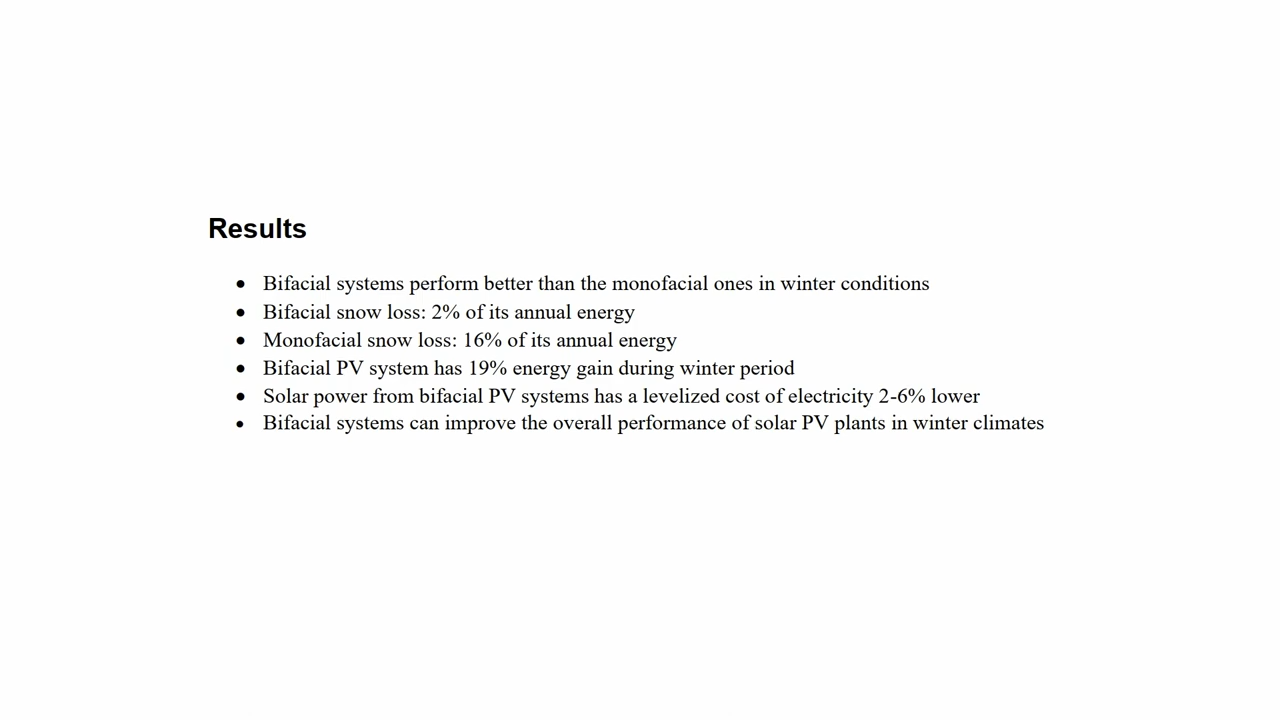 Results
• Bifacial systems perform better than the monofacial ones in winter conditions
• Bifacial snow loss: 2% of its annual energy
• Monofacial snow loss: 16% of its annual energy
• Bifacial PV system has 19% energy gain during winter period
• Solar power from bifacial PV systems has a levelized cost of electricity 2-6% lower
• Bifacial systems can improve the overall performance of solar PV plants in winter climates